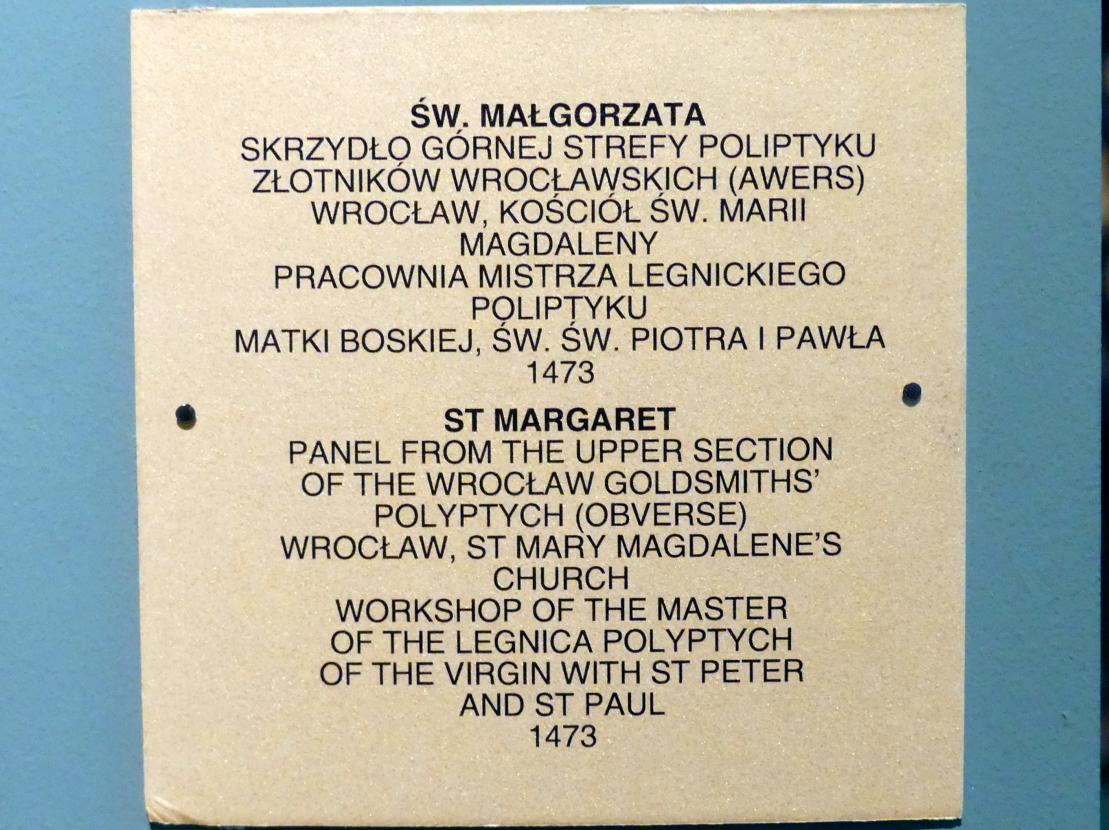 ŚW. MAŁGORZATA
SKRZYDŁO GÓRNEJ STREFY POLIPTYKU
ZŁOTNIKÓW WROCŁAWSKICH (AWERS)
WROCŁAW, KOŚCIÓŁ ŚW. MARII
MAGDALENY
PRACOWNIA MISTRZA LEGNICKIEGO
POLIPTYKU
MATKI BOSKIEJ, ŚW. ŚW. PIOTRA I PAWŁA
1473
ST MARGARET
PANEL FROM THE UPPER SECTION
OF THE WROCŁAW GOLDSMITHS'
POLYPTYCH (OBVERSE)
WROCŁAW, ST MARY MAGDALENE'S
CHURCH
WORKSHOP OF THE MASTER
OF THE LEGNICA POLYPTYCH
OF THE VIRGIN WITH ST PETER
AND ST PAUL
1473